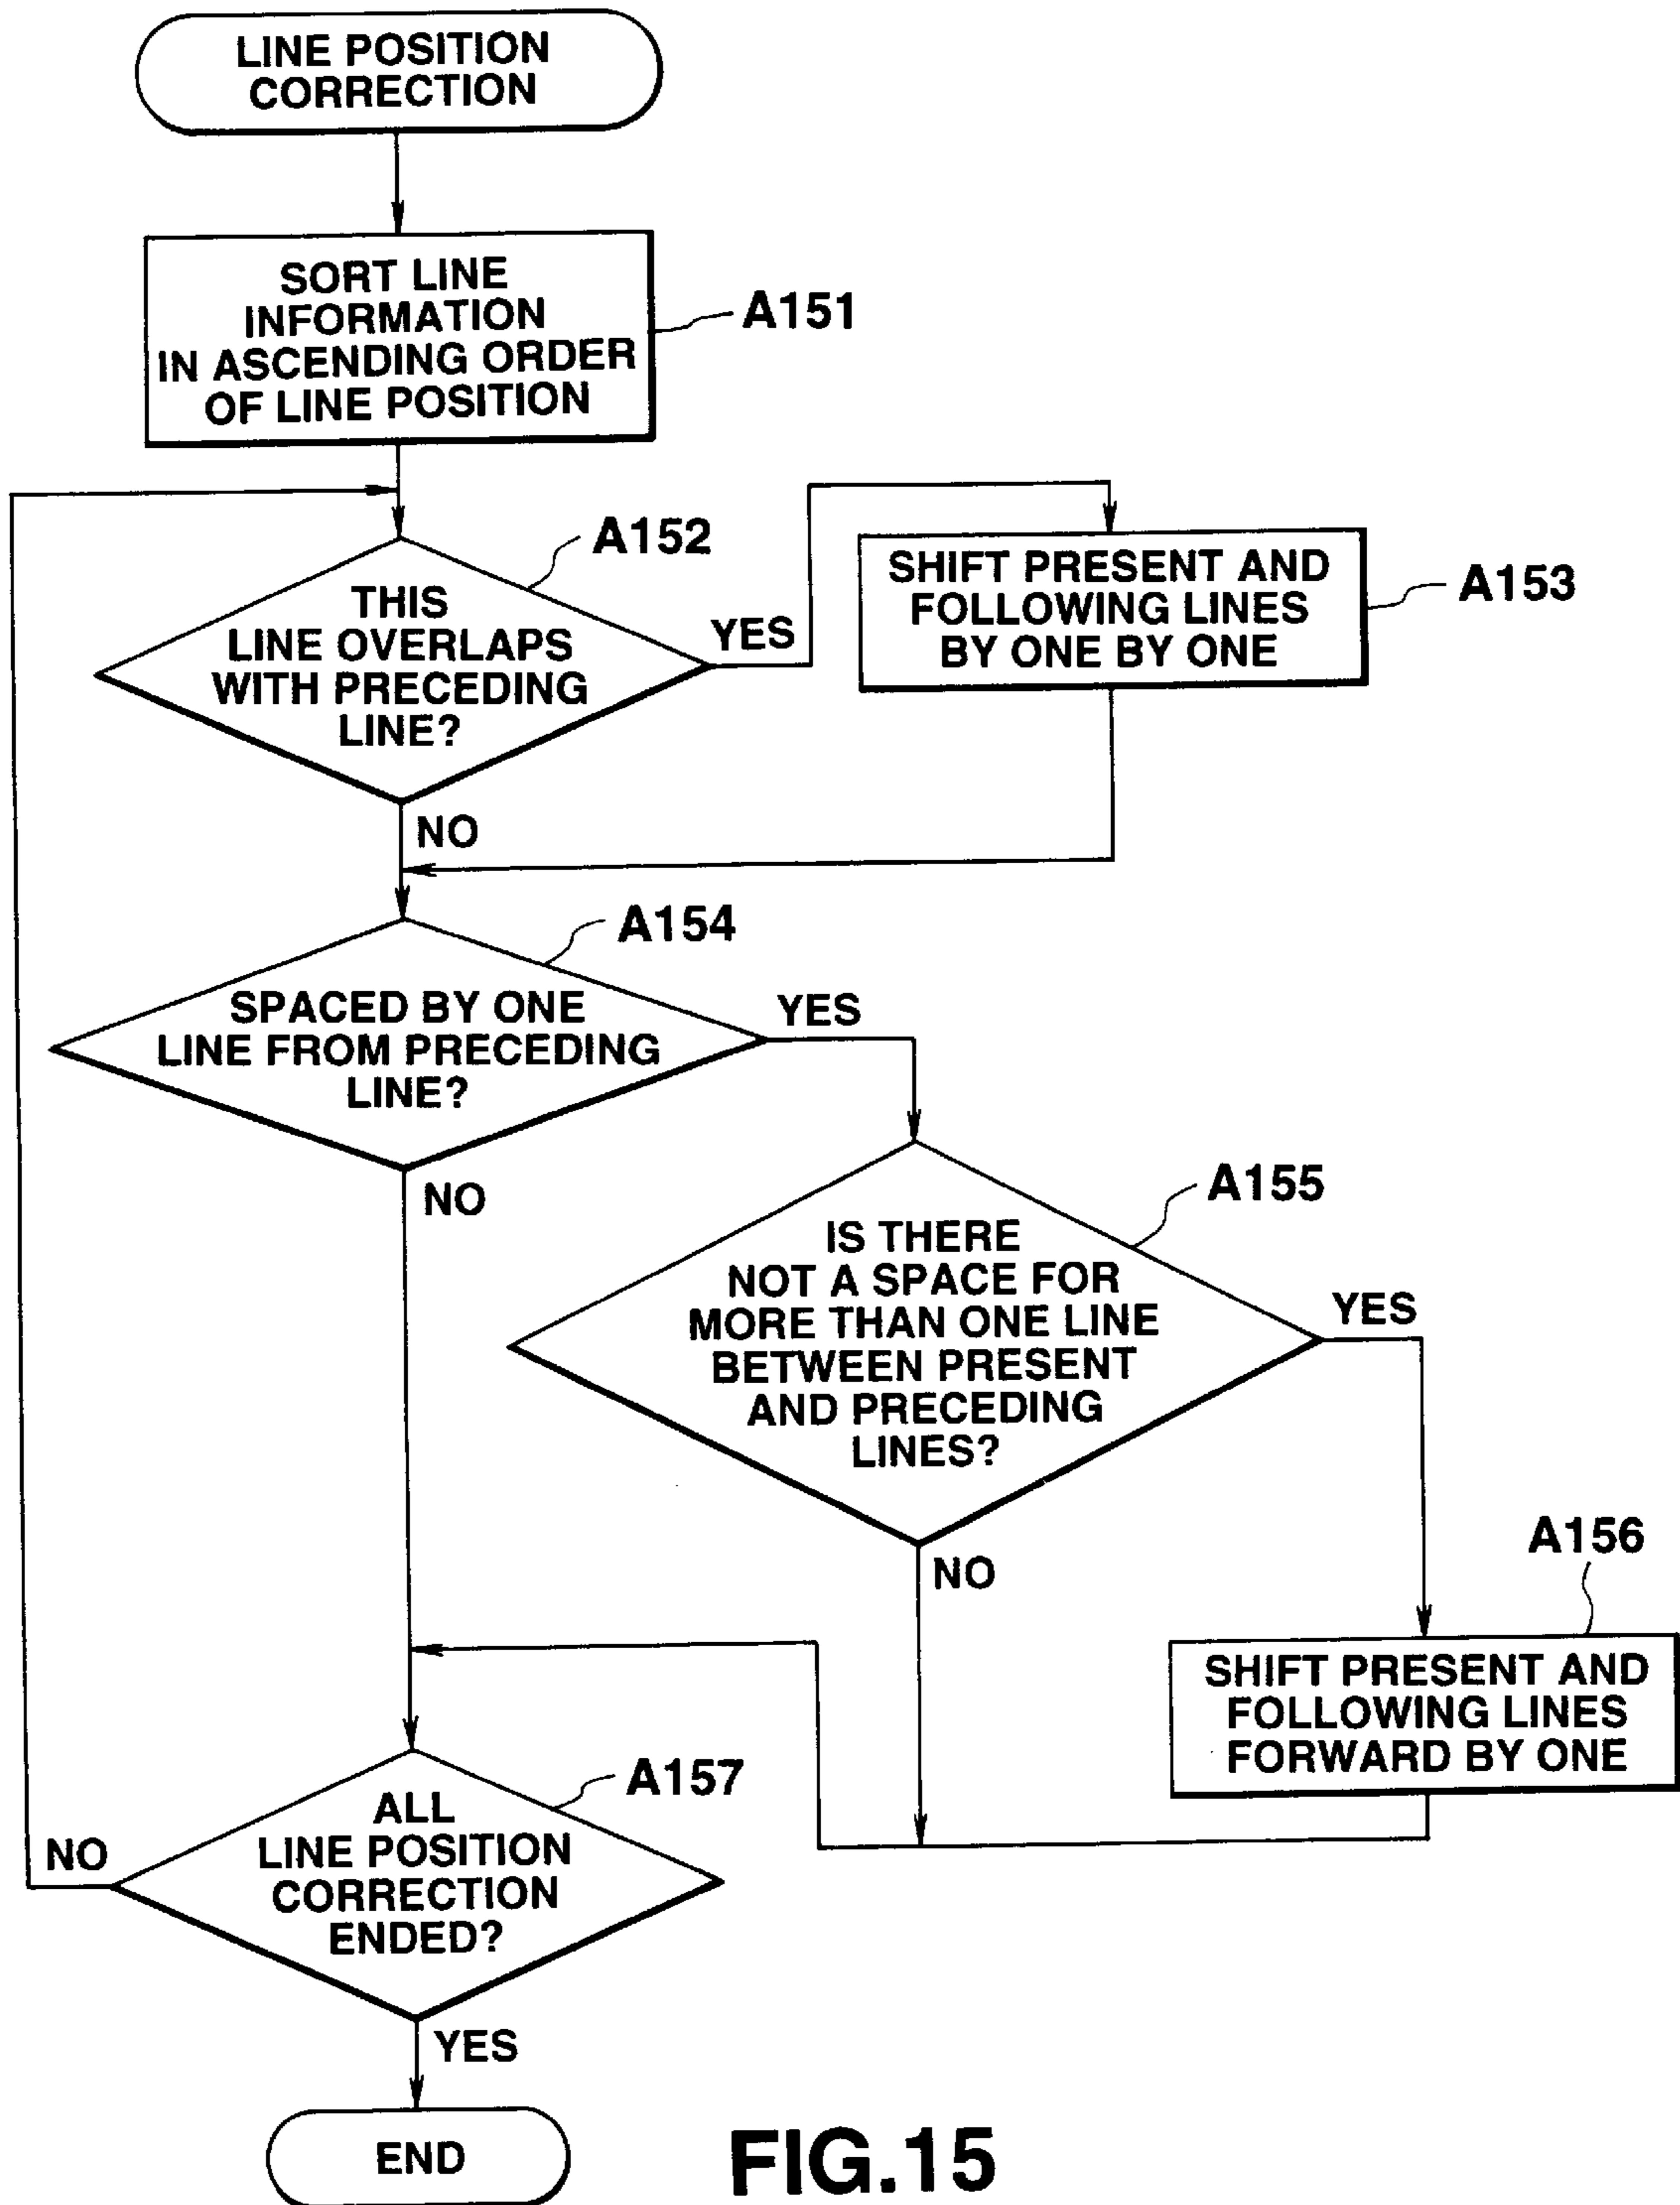 LINE POSITION
CORRECTION
SORT LINE
INFORMATION
IN ASCENDING ORDER
OF LINE POSITION
A151
A152
THIS
LINE OVERLAPS
WITH PRECEDING
LINE?
YES
NO
SHIFT PRESENT AND
FOLLOWING LINES
BY ONE BY ONE
A153
A154
SPACED BY ONE
LINE FROM PRECEDING
LINE?
YES
NO
A155
IS THERE
NOT A SPACE FOR
MORE THAN ONE LINE
BETWEEN PRESENT
AND PRECEDING
LINES?
YES
NO
A156
SHIFT PRESENT AND
FOLLOWING LINES
FORWARD BY ONE
A157
ALL
LINE POSITION
CORRECTION
ENDED?
NO
YES
END
FIG.15